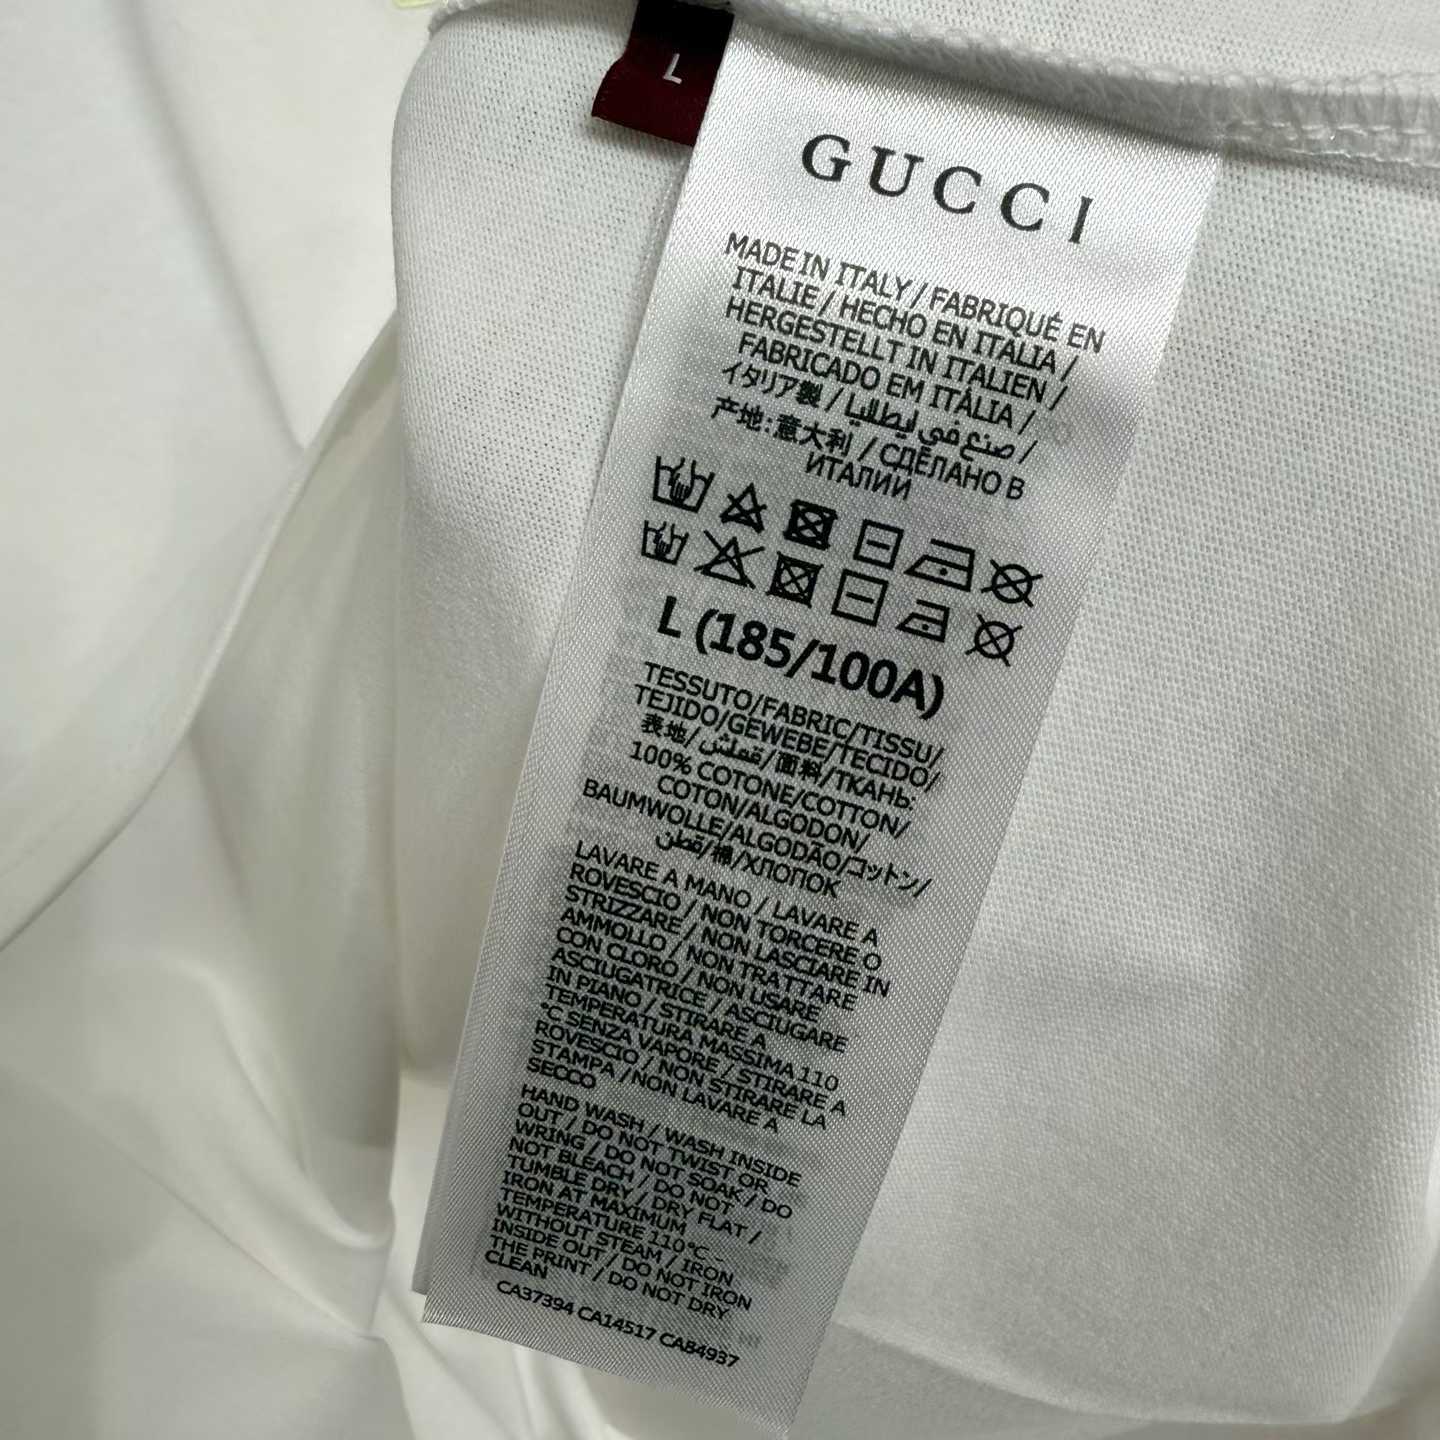 L
GUCCI
MADE IN ITALY / FABRIQUÉ EN
ITALIE / HECHO EN ITALIA /
HERGESTELLT IN ITALIEN /
FABRICADO EM ITÁLIA /
イタリア製 / صنع في ايطاليا /
产地:意大利 / СДЕЛАНО В
ИТАЛИИ
L (185/100A)
TESSUTO/FABRIC/TISSU/
TEJIDO/GEWEBE/TECIDO/
表地/قماش/面料/ТКАНЬ:
100% COTONE/COTTON/
COTON/ALGODON/
BAUMWOLLE/ALGODÃO/コットン/
قطن/棉/ХЛОПОК
LAVARE A MANO / LAVARE A
ROVESCIO / NON TORCERE O
STRIZZARE / NON LASCIARE IN
AMMOLLO / NON TRATTARE
CON CLORO / NON USARE
ASCIUGATRICE / ASCIUGARE
IN PIANO / STIRARE A
TEMPERATURA MASSIMA 110
°C SENZA VAPORE / STIRARE A
ROVESCIO / NON STIRARE LA
STAMPA / NON LAVARE A
SECCO
HAND WASH / WASH INSIDE
OUT / DO NOT TWIST OR
WRING / DO NOT SOAK / DO
NOT BLEACH / DO NOT
TUMBLE DRY / DRY FLAT /
IRON AT MAXIMUM
TEMPERATURE 110°C -
WITHOUT STEAM / IRON
INSIDE OUT / DO NOT IRON
THE PRINT / DO NOT DRY
CLEAN
CA37394 CA14517 CA84937